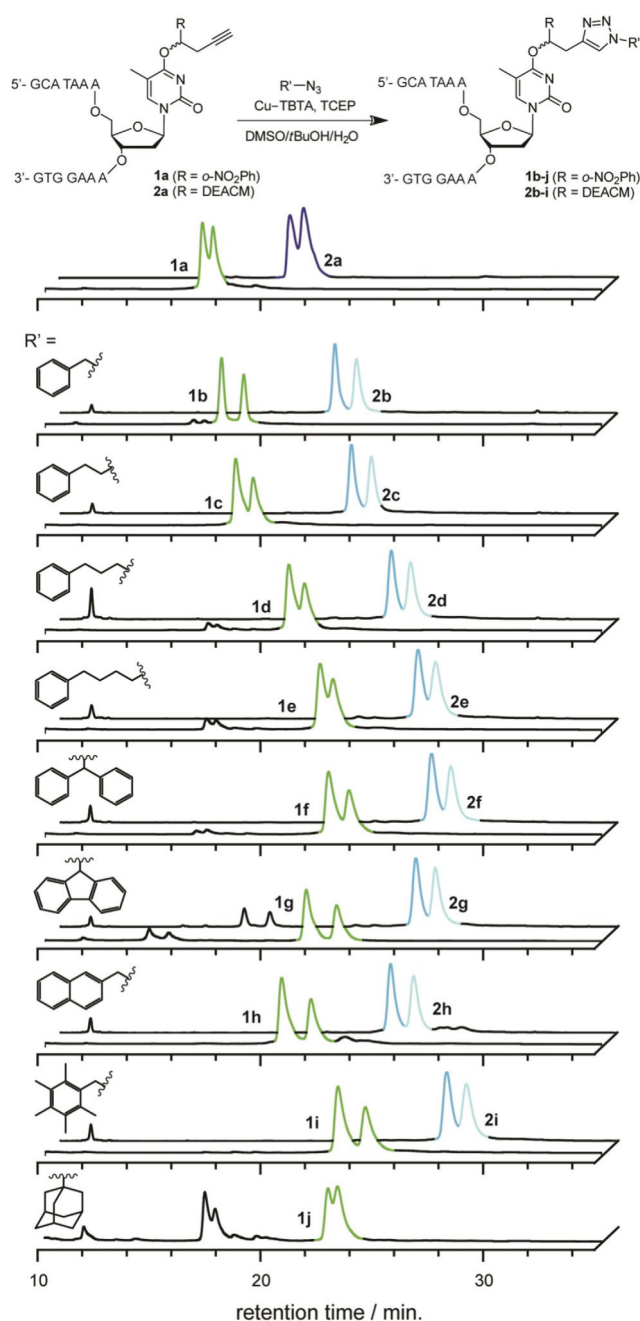 R
O
N
N
O
N
O
O
O
5'- GCA TAA A
3'- GTG GAA A
1a (R = o-NO₂Ph)
2a (R = DEACM)
R'–N₃
Cu–TBTA, TCEP
DMSO/tBuOH/H₂O
R
N=N
N
R'
O
N
N
O
O
O
5'- GCA TAA A
3'- GTG GAA A
1b-j (R = o-NO₂Ph)
2b-i (R = DEACM)
1a
2a
R' =
1b
2b
1c
2c
1d
2d
1e
2e
1f
2f
1g
2g
1h
2h
1i
2i
1j
10
20
30
retention time / min.